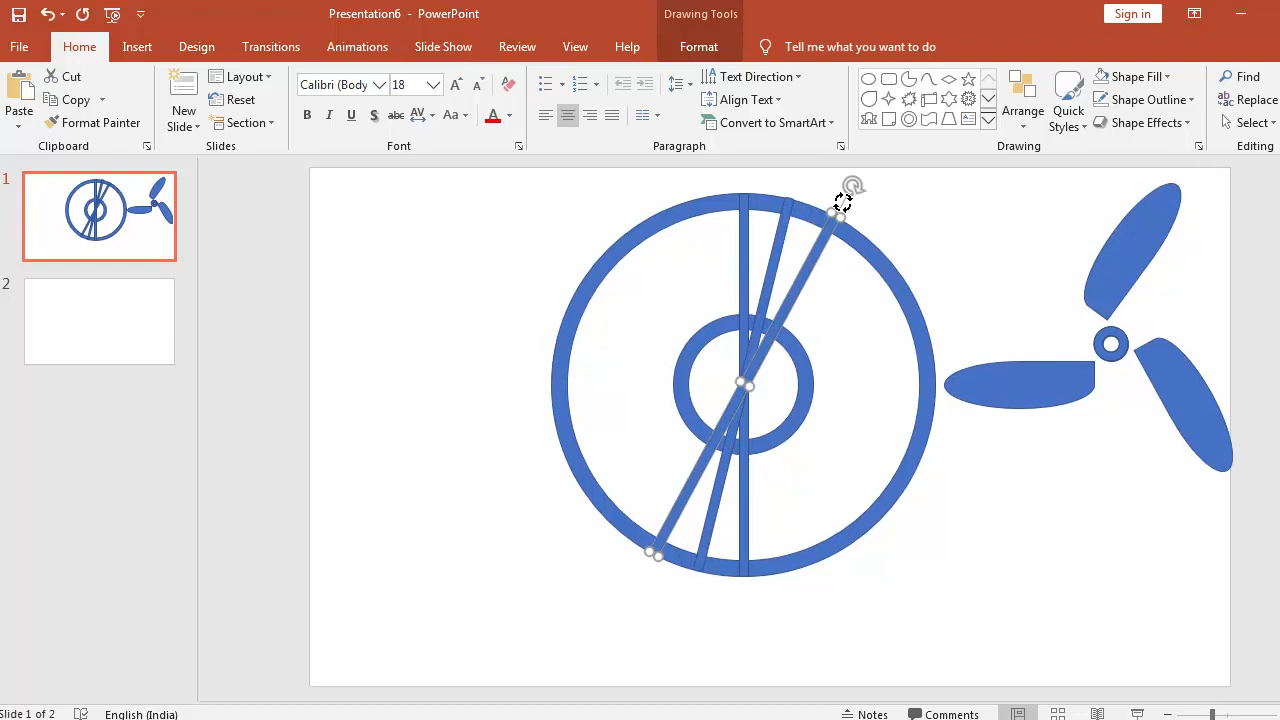 Presentation6 - PowerPoint
Drawing Tools
Sign in
File Home Insert Design Transitions Animations Slide Show Review View Help Format Tell me what you want to do
Paste
Cut
Copy
Format Painter
Clipboard
New Slide
Layout
Reset
Section
Slides
Calibri (Body 18
B I U S abc AV Aa A
Font
Text Direction
Align Text
Convert to SmartArt
Paragraph
Arrange
Quick Styles
Shape Fill
Shape Outline
Shape Effects
Drawing
Find
Replace
Select
Editing
1
2
Slide 1 of 2 English (India) Notes Comments